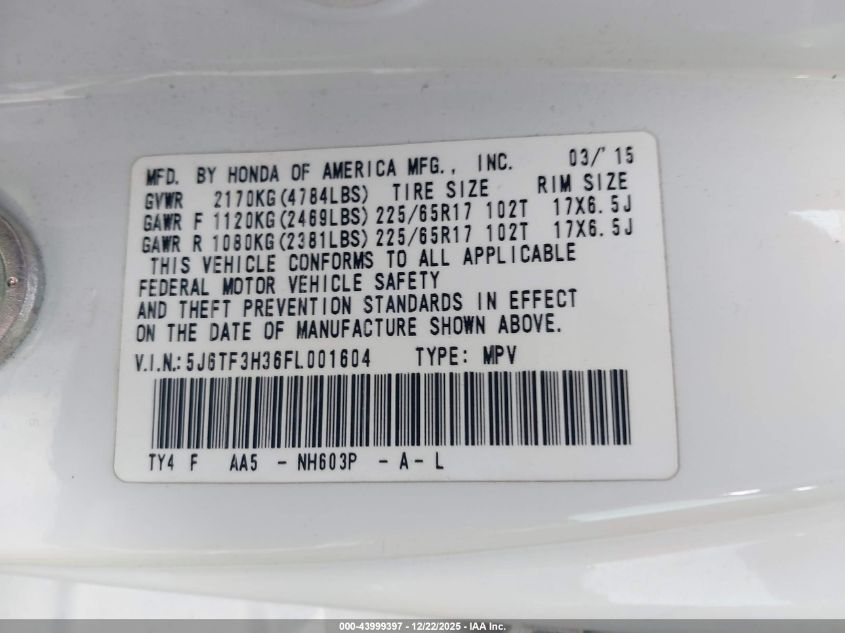 MFD. BY HONDA OF AMERICA MFG., INC. 03/'15
GVWR 2170KG(4784LBS) TIRE SIZE RIM SIZE
GAWR F 1120KG(2469LBS) 225/65R17 102T 17X6.5J
GAWR R 1080KG(2381LBS) 225/65R17 102T 17X6.5J
THIS VEHICLE CONFORMS TO ALL APPLICABLE
FEDERAL MOTOR VEHICLE SAFETY
AND THEFT PREVENTION STANDARDS IN EFFECT
ON THE DATE OF MANUFACTURE SHOWN ABOVE.
V.I.N.: 5J6TF3H36FL001604 TYPE: MPV
TY4 F AA5 - NH603P - A - L
000-43999397 - 12/22/2025 - IAA Inc.